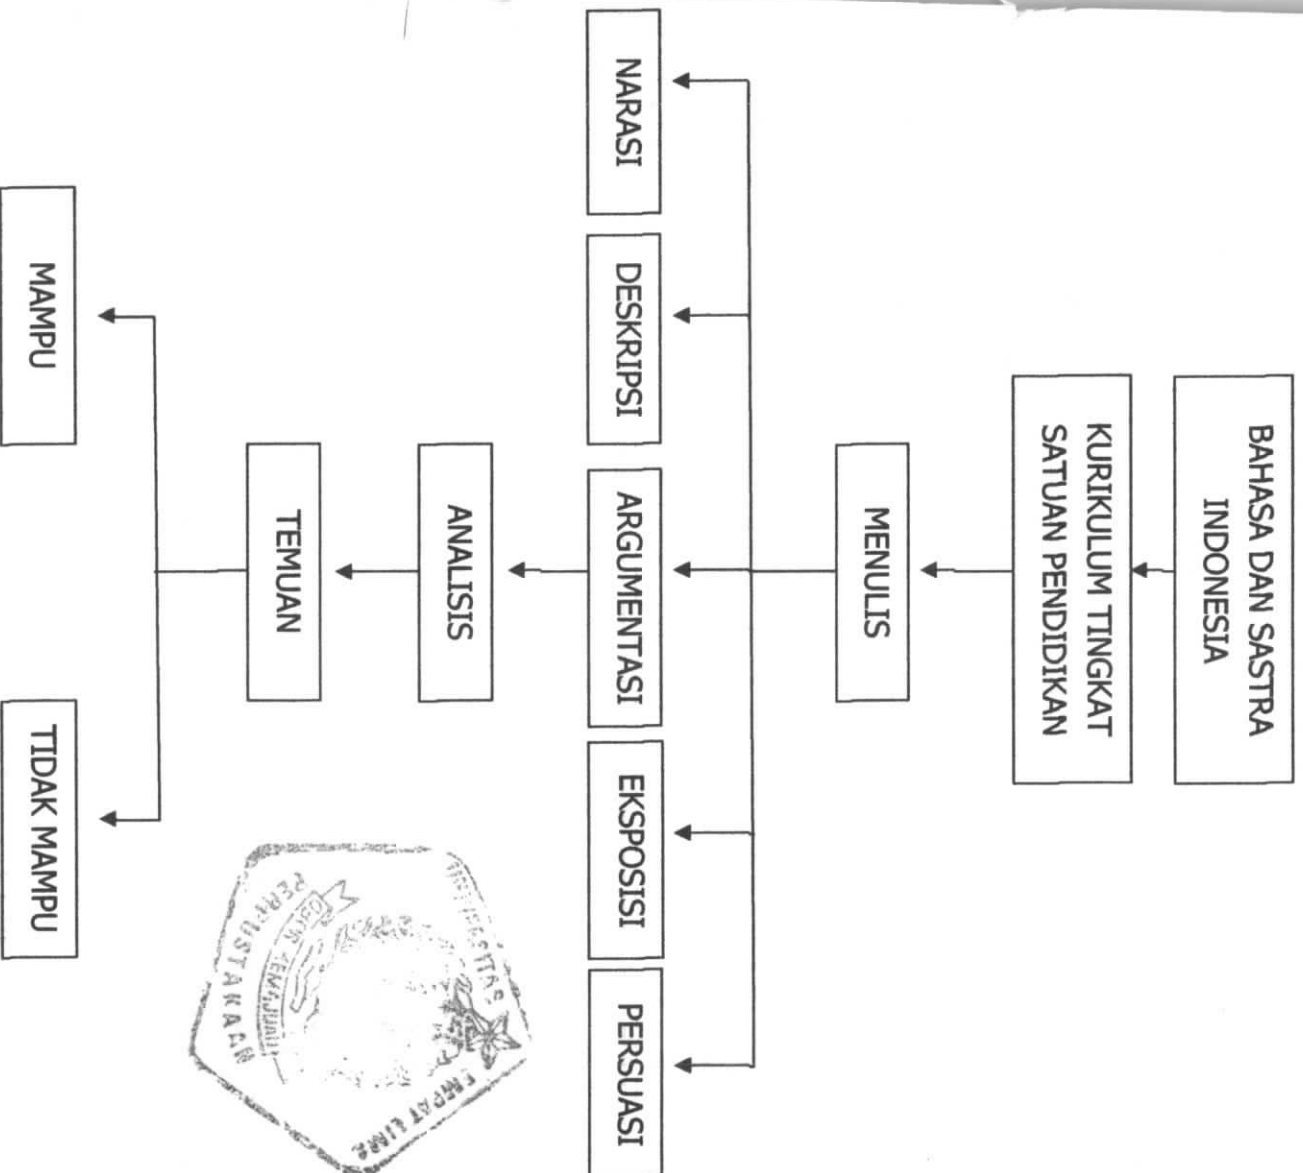 BAHASA DAN SASTRA
INDONESIA
KURIKULUM TINGKAT
SATUAN PENDIDIKAN
MENULIS
NARASI
DESKRIPSI
ARGUMENTASI
EKSPOSISI
PERSUASI
ANALISIS
TEMUAN
MAMPU
TIDAK MAMPU
PERPUSTAKAAN
EMPAT LIMA